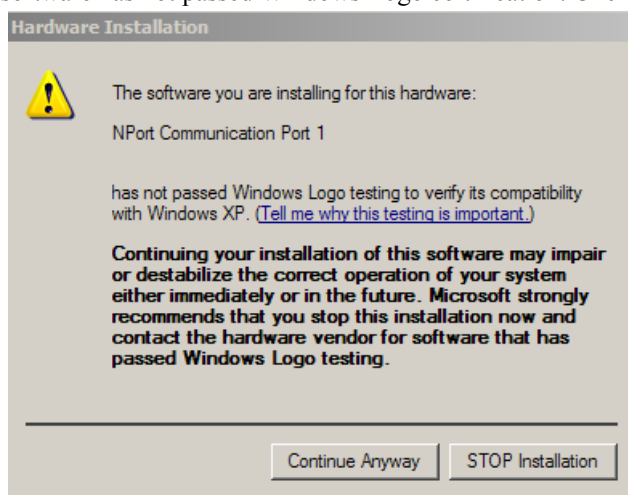 Hardware Installation
The software you are installing for this hardware:
NPort Communication Port 1
has not passed Windows Logo testing to verify its compatibility
with Windows XP. (Tell me why this testing is important.)
Continuing your installation of this software may impair
or destabilize the correct operation of your system
either immediately or in the future. Microsoft strongly
recommends that you stop this installation now and
contact the hardware vendor for software that has
passed Windows Logo testing.
Continue Anyway STOP Installation